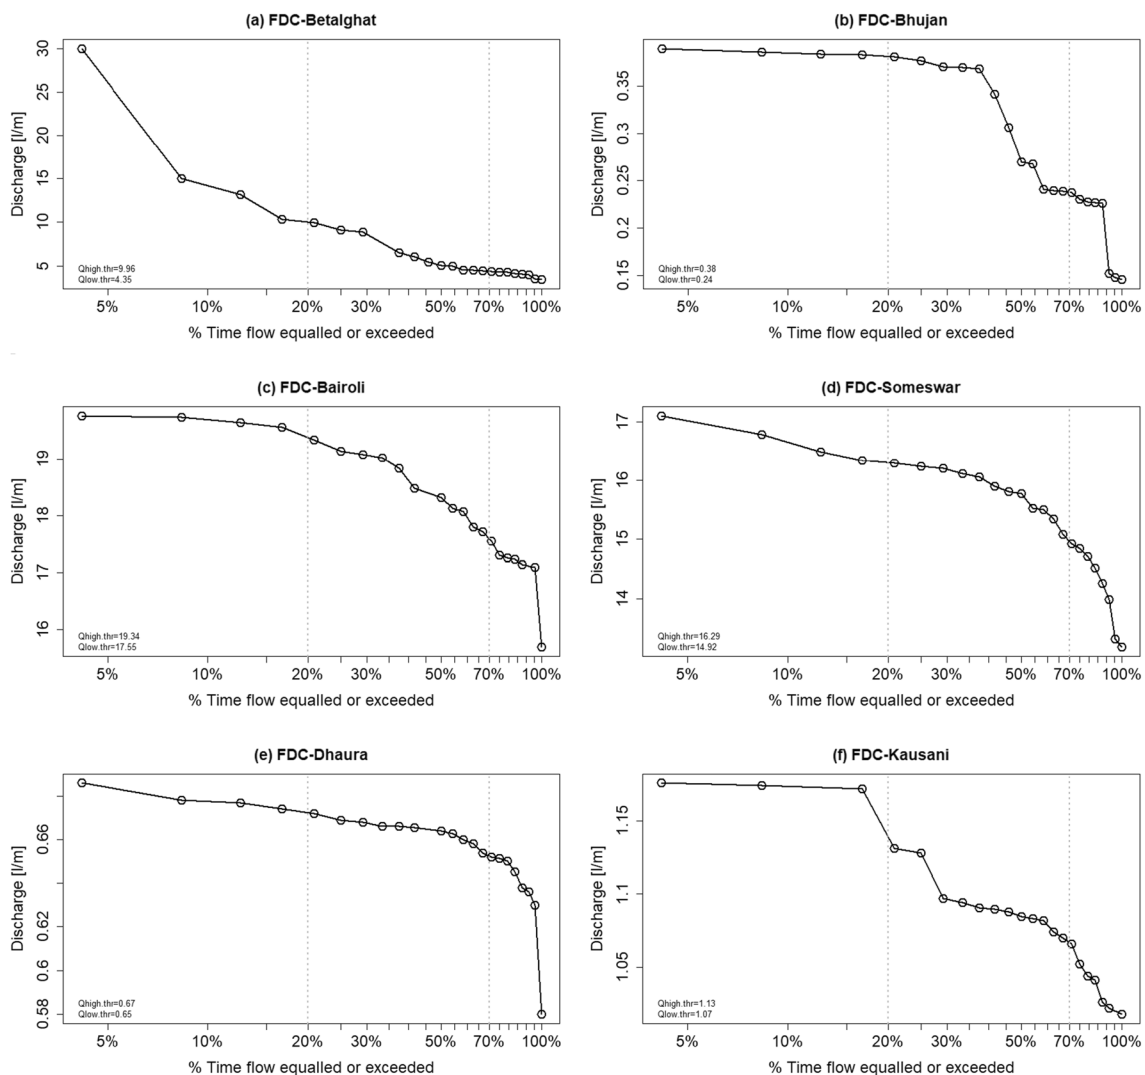 (a) FDC-Betalghat
Discharge [l/m]
30
25
20
15
10
5
Qhigh.thr=9.96
Qlow.thr=4.35
5% 10% 20% 30% 50% 70% 100%
% Time flow equalled or exceeded
(b) FDC-Bhujan
Discharge [l/m]
0.35
0.3
0.25
0.2
0.15
Qhigh.thr=0.38
Qlow.thr=0.24
5% 10% 20% 30% 50% 70% 100%
% Time flow equalled or exceeded
(c) FDC-Bairoli
Discharge [l/m]
19
18
17
16
Qhigh.thr=19.34
Qlow.thr=17.55
5% 10% 20% 30% 50% 70% 100%
% Time flow equalled or exceeded
(d) FDC-Someswar
Discharge [l/m]
17
16
15
14
Qhigh.thr=16.29
Qlow.thr=14.92
5% 10% 20% 30% 50% 70% 100%
% Time flow equalled or exceeded
(e) FDC-Dhaura
Discharge [l/m]
0.66
0.62
0.6
0.58
Qhigh.thr=0.67
Qlow.thr=0.65
5% 10% 20% 30% 50% 70% 100%
% Time flow equalled or exceeded
(f) FDC-Kausani
Discharge [l/m]
1.15
1.10
1.05
Qhigh.thr=1.13
Qlow.thr=1.07
5% 10% 20% 30% 50% 70% 100%
% Time flow equalled or exceeded